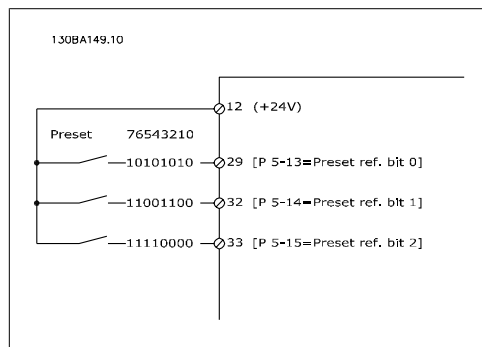 130BA149.10
12 (+24V)
Preset 76543210
10101010 29 [P 5-13=Preset ref. bit 0]
11001100 32 [P 5-14=Preset ref. bit 1]
11110000 33 [P 5-15=Preset ref. bit 2]